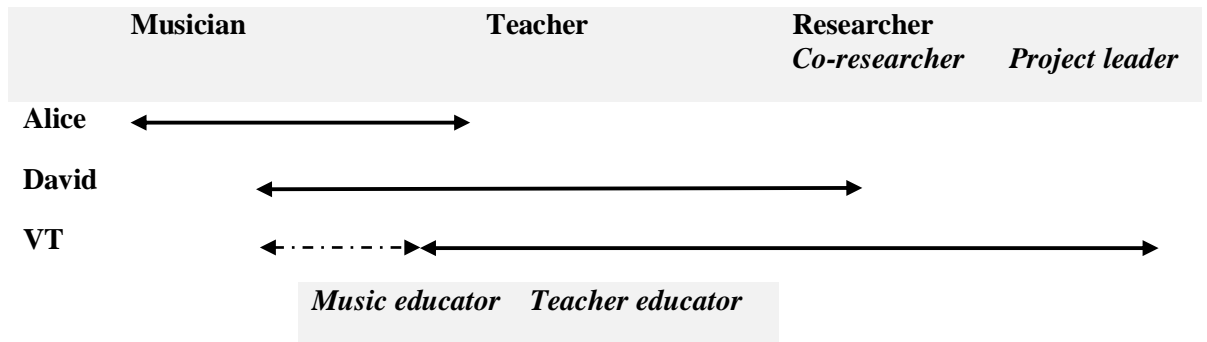 Musician Teacher Researcher
Co-researcher Project leader
Alice
David
VT
Music educator Teacher educator